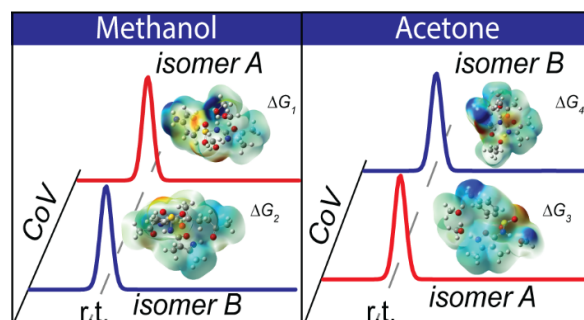 Methanol
isomer A
ΔG1
CoV
ΔG2
r.t.
isomer B
Acetone
isomer B
ΔG4
CoV
ΔG3
r.t.
isomer A